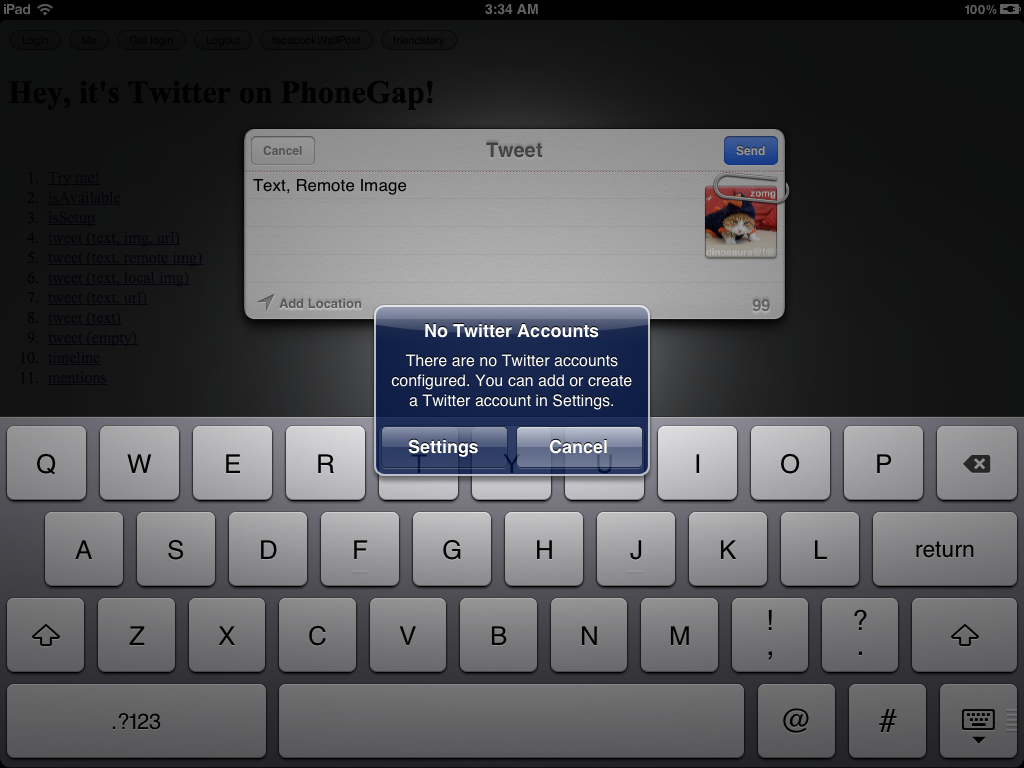 iPad 3:34 AM 100%
Login Me Get login Logout facebookWallPost friendstory
Hey, it's Twitter on PhoneGap!
Cancel Tweet Send
Text, Remote Image
zomg
1. Try me!
2. isAvailable
3. isSetup
4. tweet (text, img, url)
5. tweet (text, remote img)
6. tweet (text, local img)
7. tweet (text, url)
8. tweet (text)
9. tweet (empty)
10. timeline
11. mentions
Add Location 99
No Twitter Accounts
There are no Twitter accounts
configured. You can add or create
a Twitter account in Settings.
Settings Cancel
Q W E R T Y U I O P
A S D F G H J K L return
Z X C V B N M ! , ? .
.?123 @ #